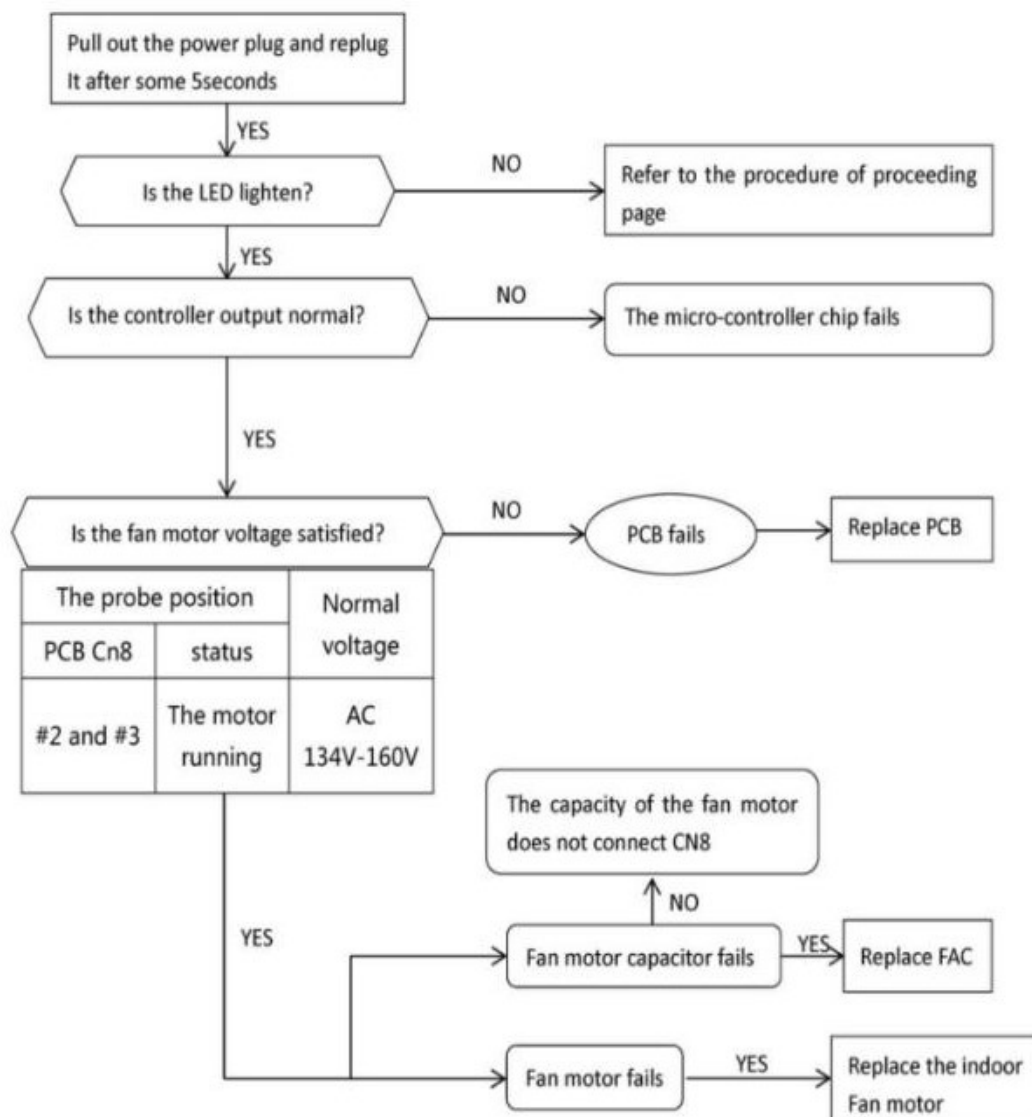 Pull out the power plug and replug
It after some 5seconds
YES
Is the LED lighten?
NO
Refer to the procedure of proceeding
page
YES
Is the controller output normal?
NO
The micro-controller chip fails
YES
Is the fan motor voltage satisfied?
NO
PCB fails
Replace PCB
The probe position
Normal
voltage
PCB Cn8
status
#2 and #3
The motor
running
AC
134V-160V
The capacity of the fan motor
does not connect CN8
NO
YES
Fan motor capacitor fails
YES
Replace FAC
Fan motor fails
YES
Replace the indoor
Fan motor